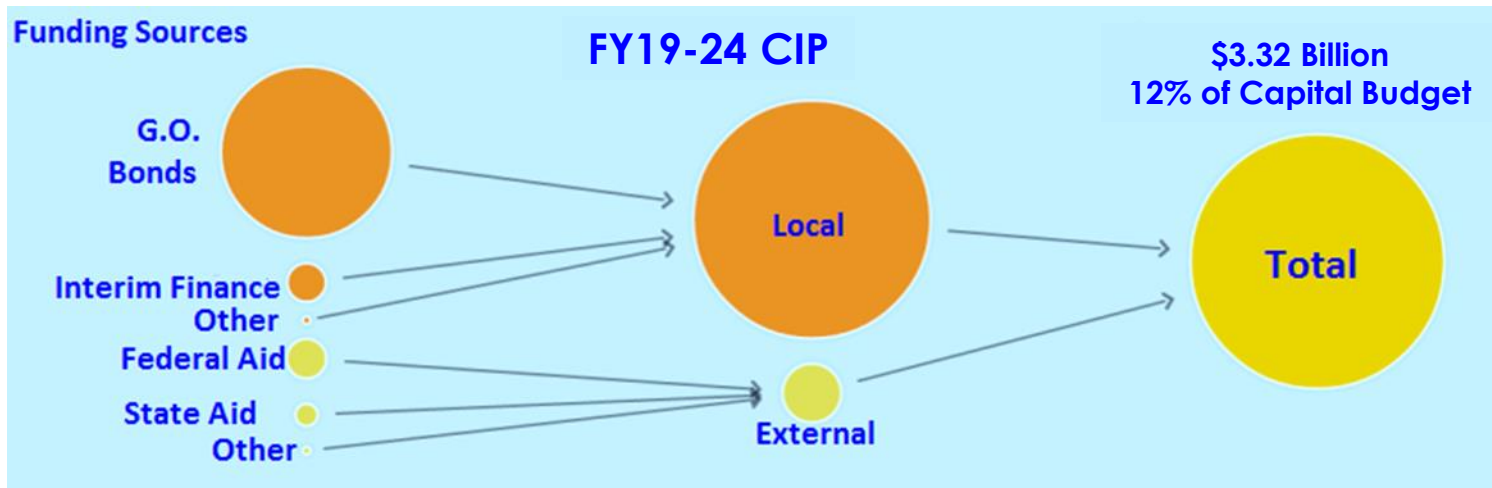 Funding Sources
FY19-24 CIP
$3.32 Billion
12% of Capital Budget
G.O.
Bonds
Local
Total
Interim Finance
Other
Federal Aid
State Aid
Other
External